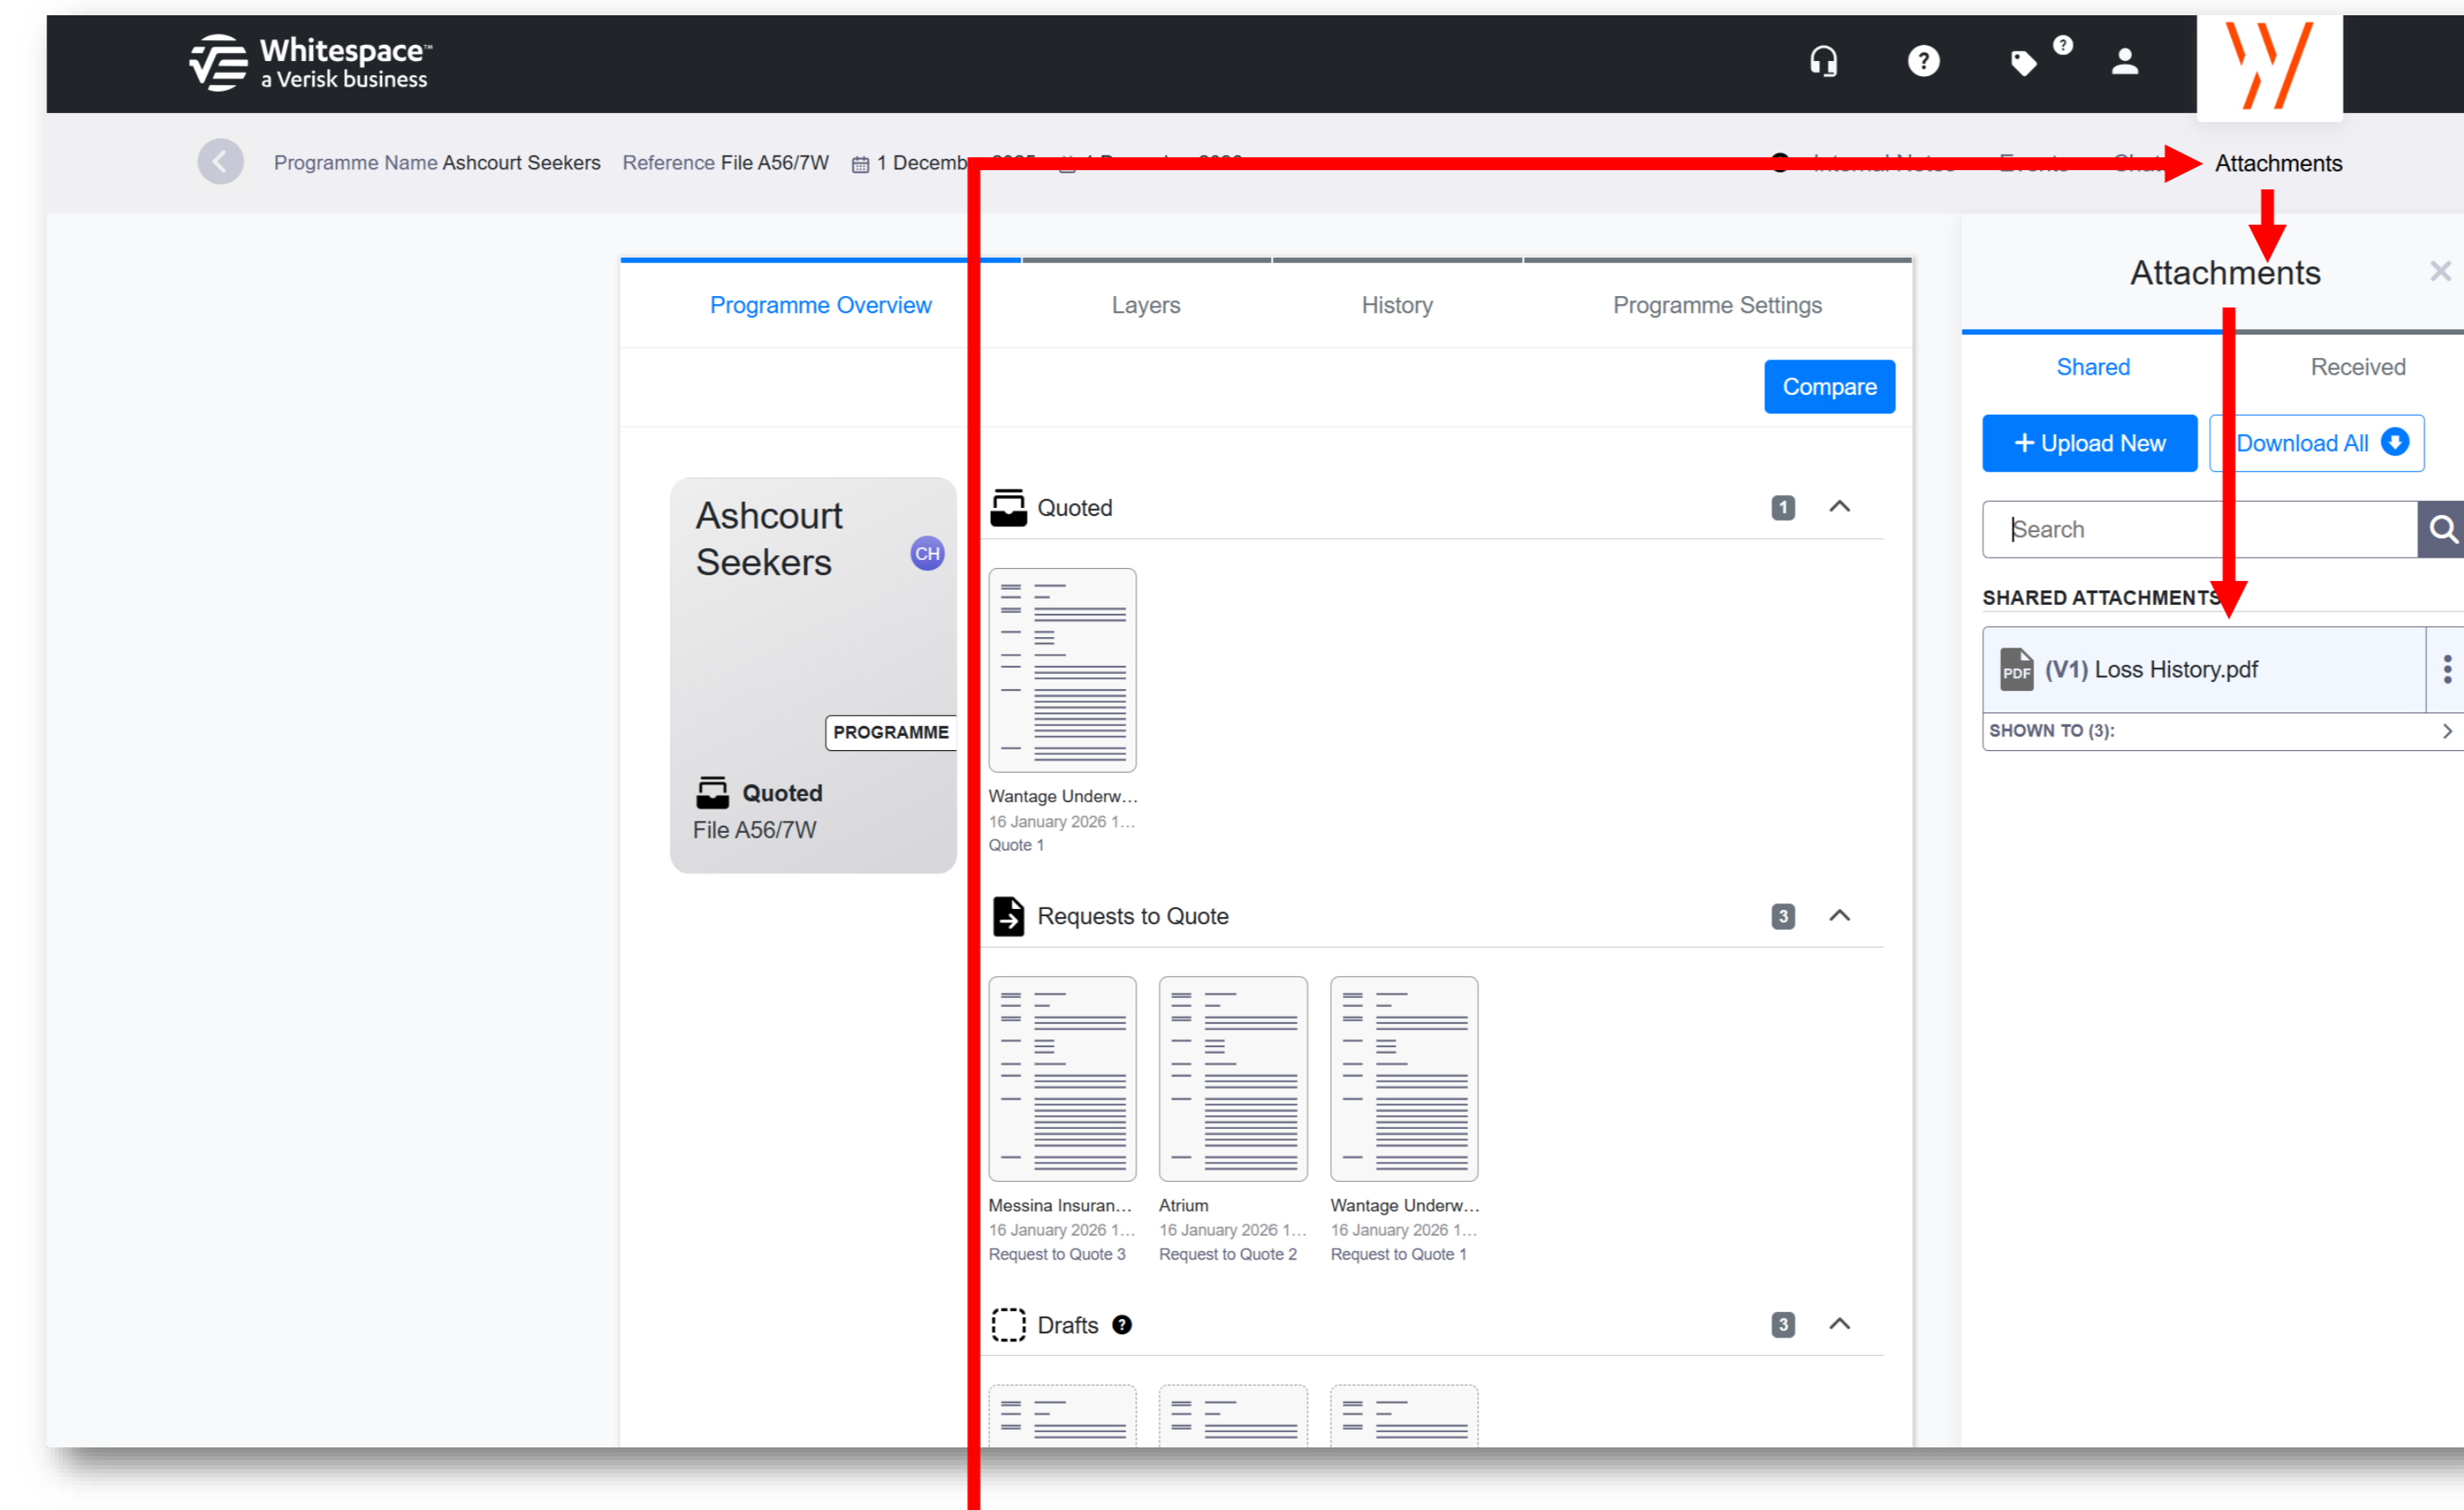 Whitespace™
a Verisk business
Programme Name Ashcourt Seekers Reference File A56/7W 1 Decemb
Attachments
Programme Overview
Layers
History
Programme Settings
Compare
Ashcourt
Seekers
CH
PROGRAMME
Quoted
File A56/7W
Quoted
1
Wantage Underw...
16 January 2026 1...
Quote 1
Requests to Quote
3
Messina Insuran...
16 January 2026 1...
Request to Quote 3
Atrium
16 January 2026 1...
Request to Quote 2
Wantage Underw...
16 January 2026 1...
Request to Quote 1
Drafts
3
Attachments
Shared
Received
+ Upload New
Download All
Search
SHARED ATTACHMENTS
PDF
(V1) Loss History.pdf
SHOWN TO (3):